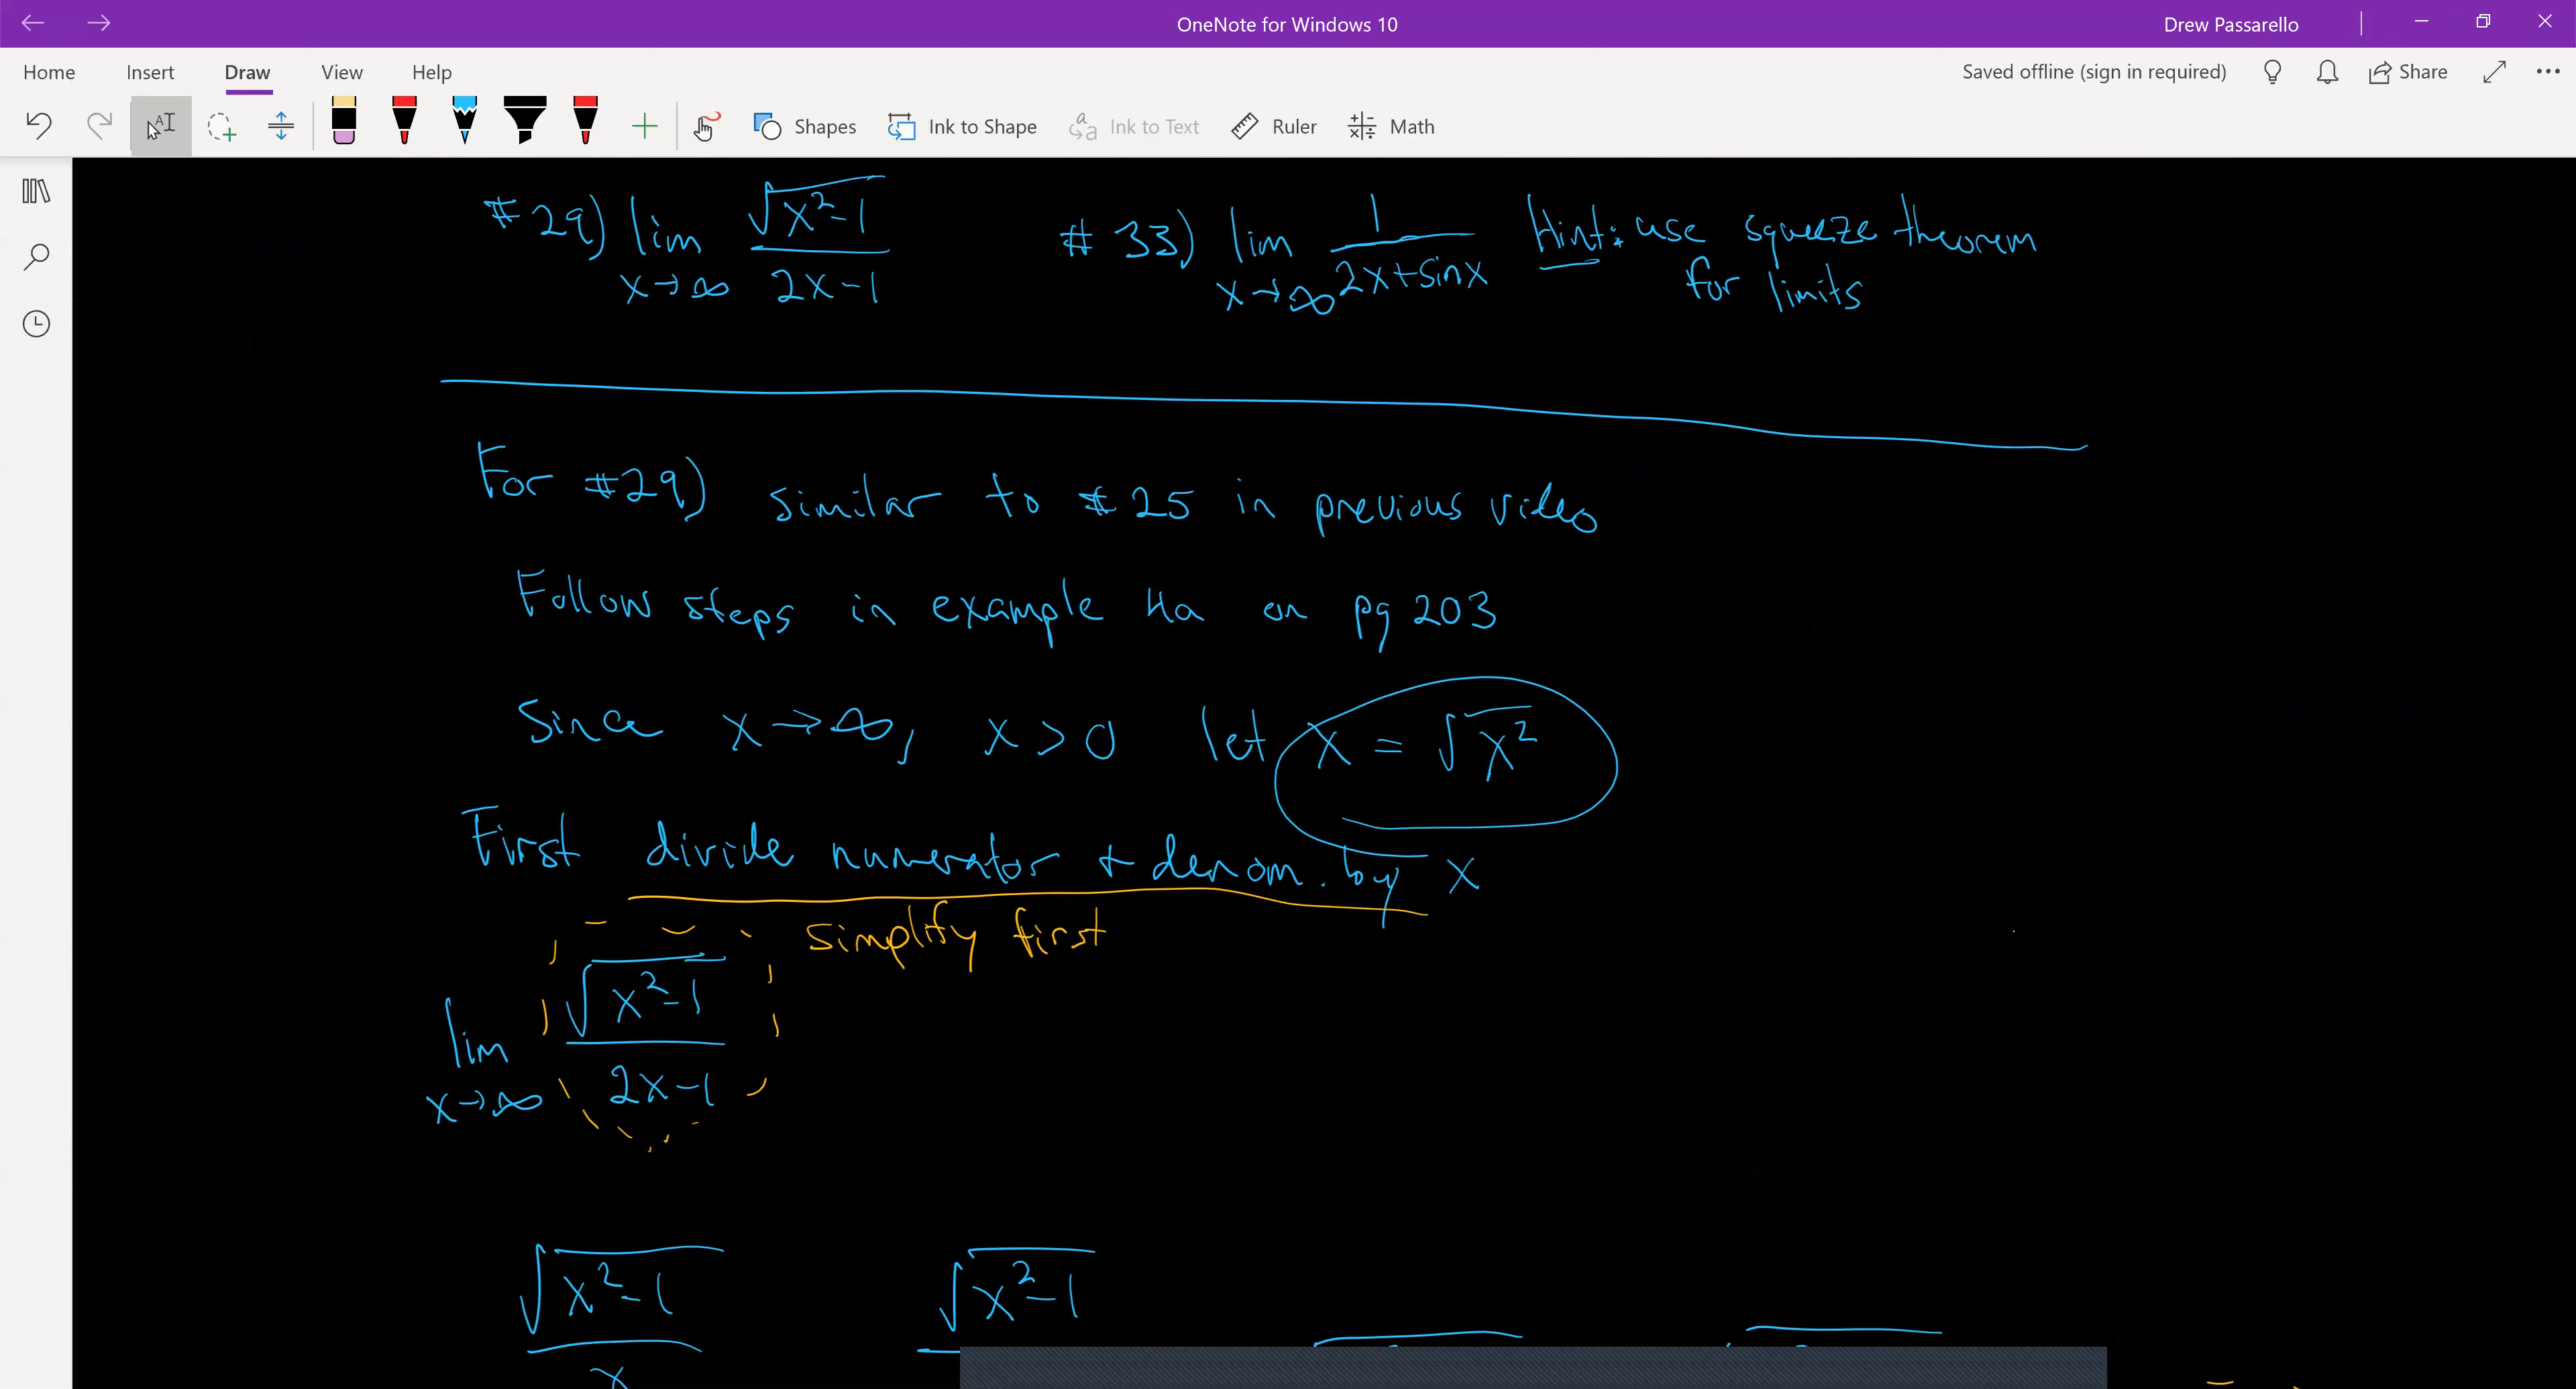 OneNote for Windows 10
Drew Passarello
Home Insert Draw View Help
Saved offline (sign in required) Share
Shapes Ink to Shape Ink to Text Ruler Math
#29) lim x→∞ √(x²-1) / (2x-1)
#33) lim x→∞ 1 / (2x+sinx) Hint: use squeeze theorem
for limits
For #29) similar to #25 in previous video
Follow steps in example 4a on pg 203
Since x→∞, x>0 let x = √x²
First divide numerator + denom. by x
simplify first
lim x→∞ √(x²-1) / (2x-1)
√(x²-1) / x √(x²-1)